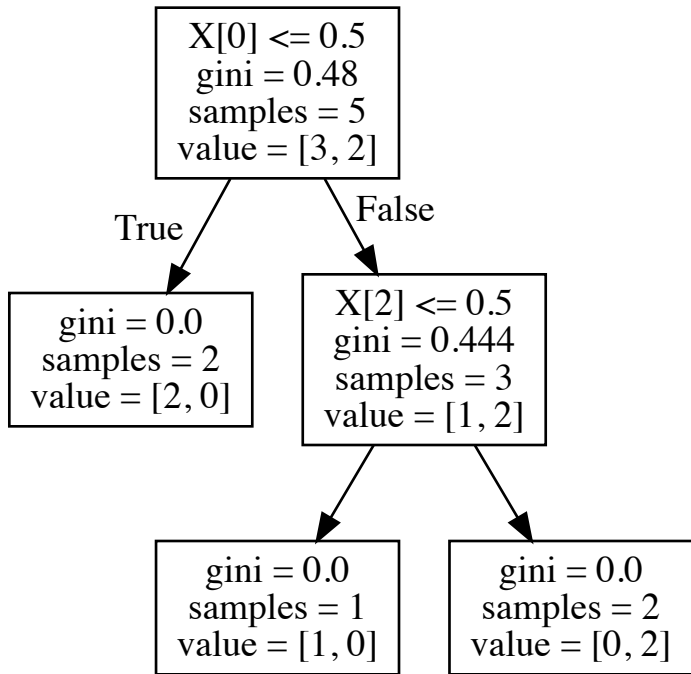 X[0] <= 0.5
gini = 0.48
samples = 5
value = [3, 2]
True
False
gini = 0.0
samples = 2
value = [2, 0]
X[2] <= 0.5
gini = 0.444
samples = 3
value = [1, 2]
gini = 0.0
samples = 1
value = [1, 0]
gini = 0.0
samples = 2
value = [0, 2]